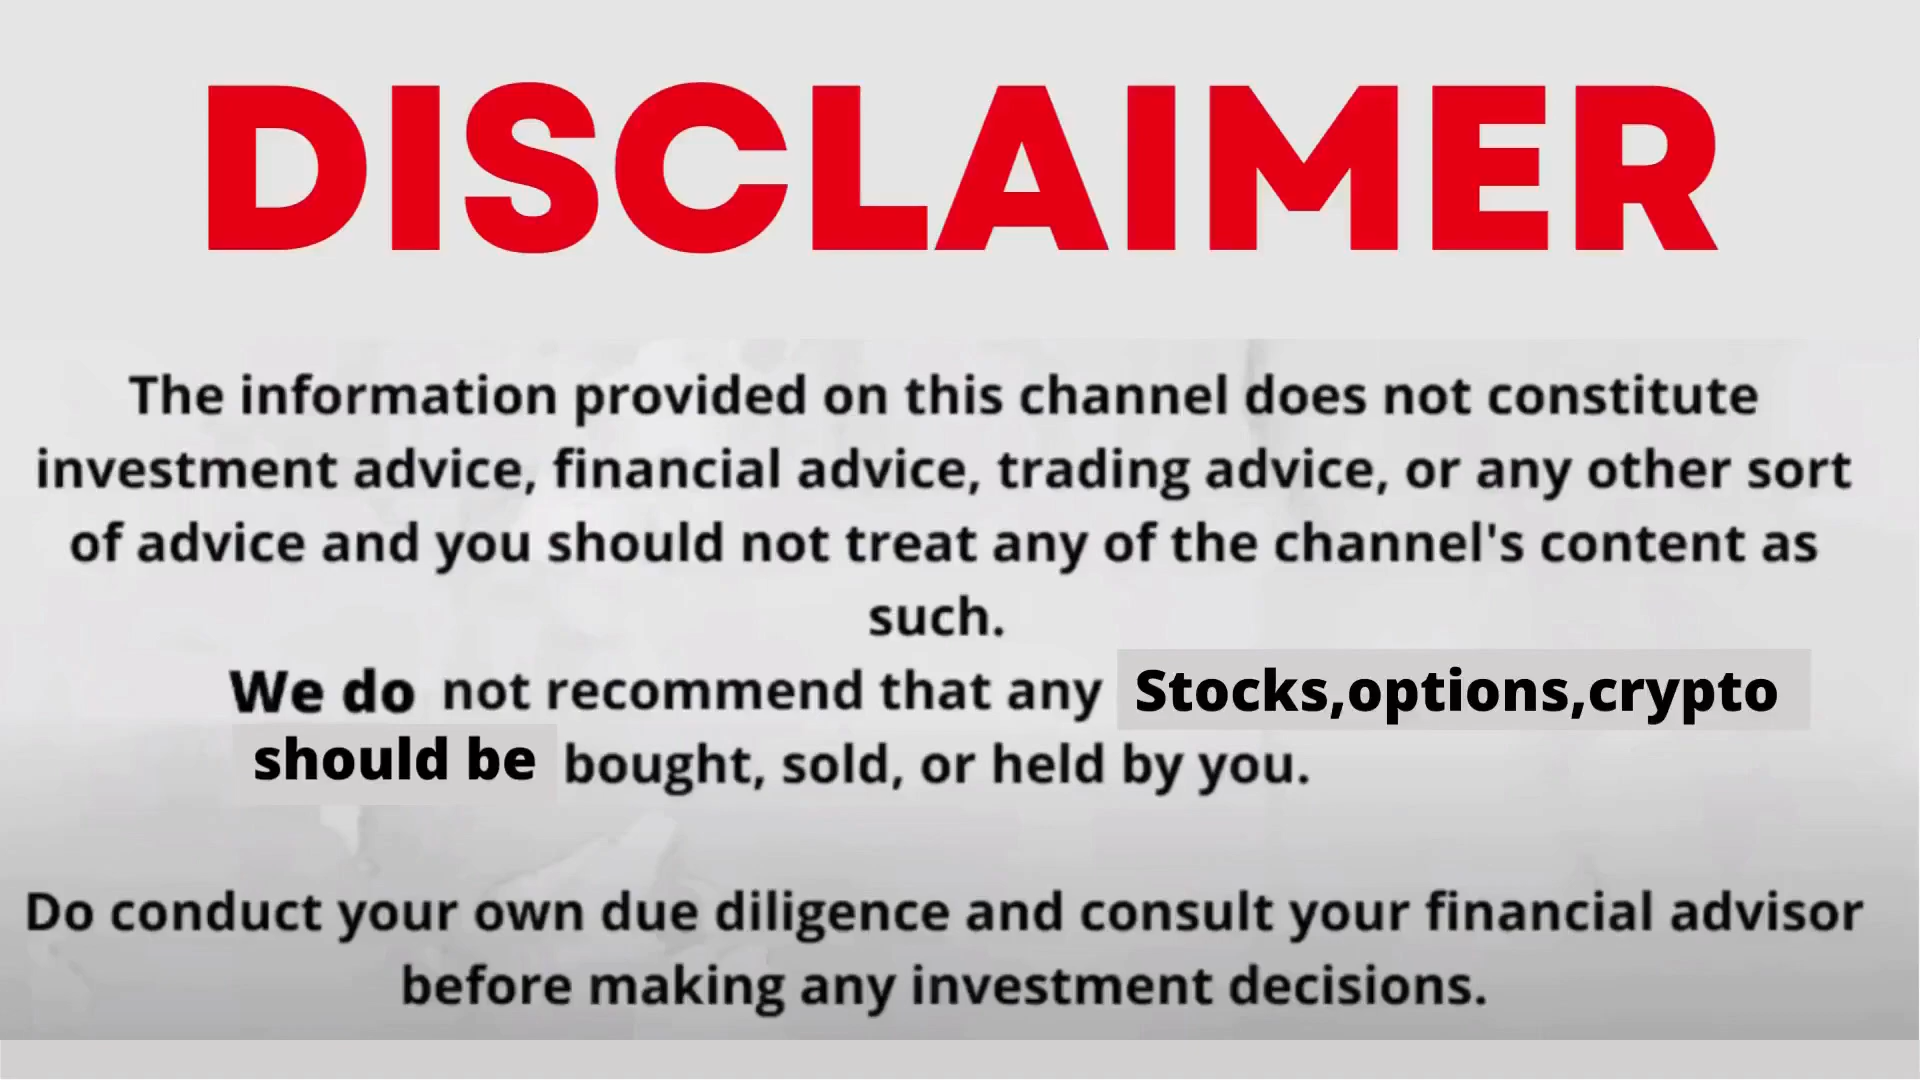 DISCLAIMER
The information provided on this channel does not constitute
investment advice, financial advice, trading advice, or any other sort
of advice and you should not treat any of the channel's content as
such.
We do not recommend that any Stocks,options,crypto
should be bought, sold, or held by you.
Do conduct your own due diligence and consult your financial advisor
before making any investment decisions.